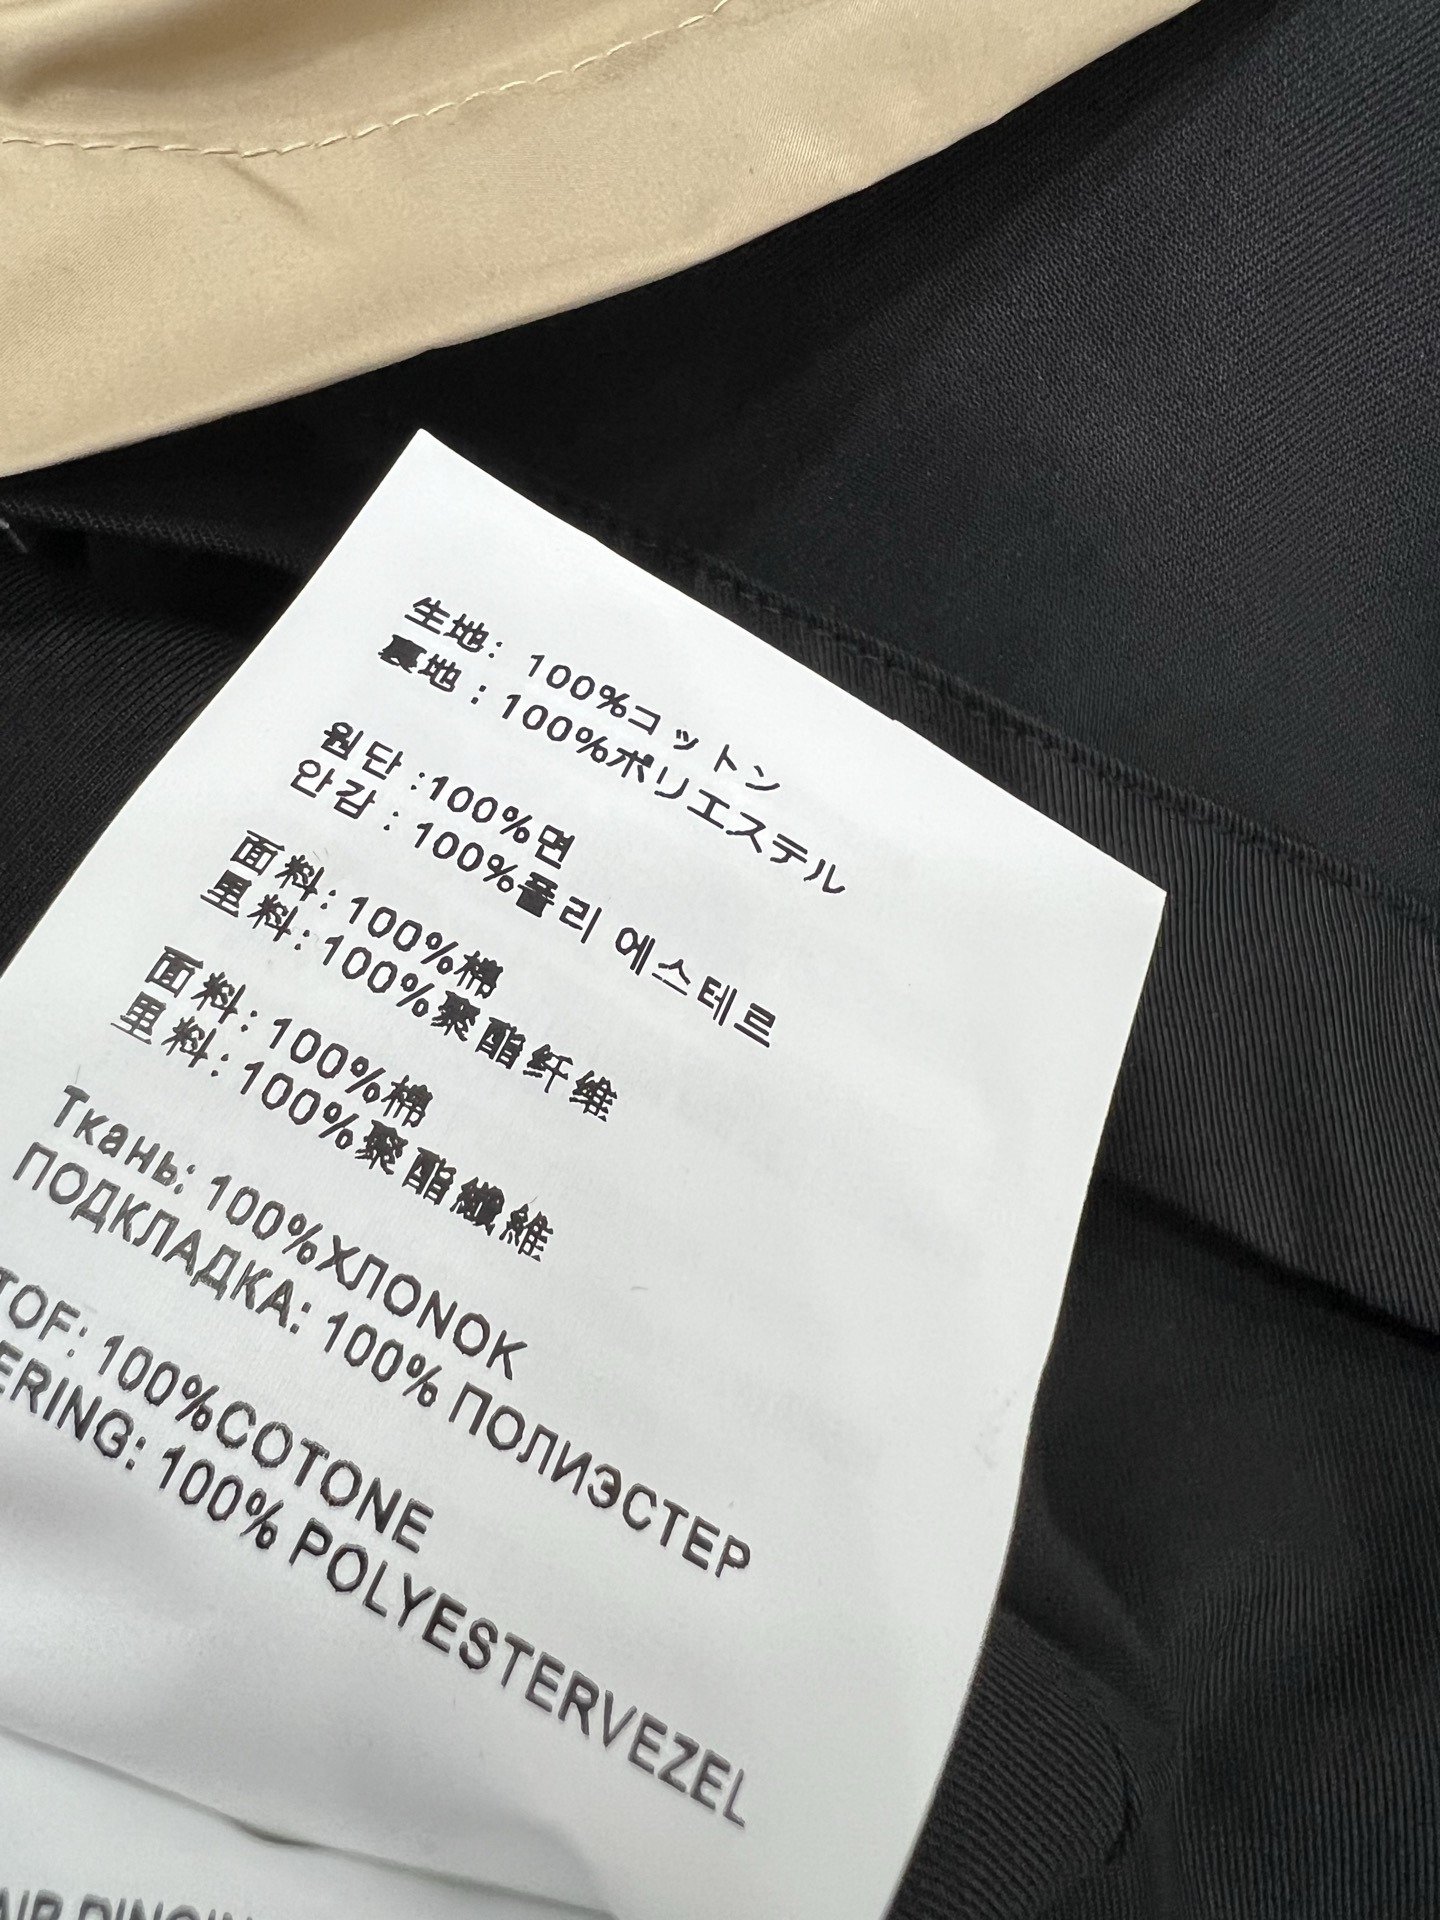 生地: 100%コットン
裏地: 100%ポリエステル
원단:100%면
안감: 100%폴리 에스테르
面料: 100%棉
里料: 100%聚酯纤维
面料: 100%棉
里料: 100%聚酯纖維
Ткань: 100%ХЛОNОК
ПОДКЛАДКА: 100% ПОЛИЭСТЕР
TOF: 100%COTONE
ERING: 100% POLYESTERVEZEL